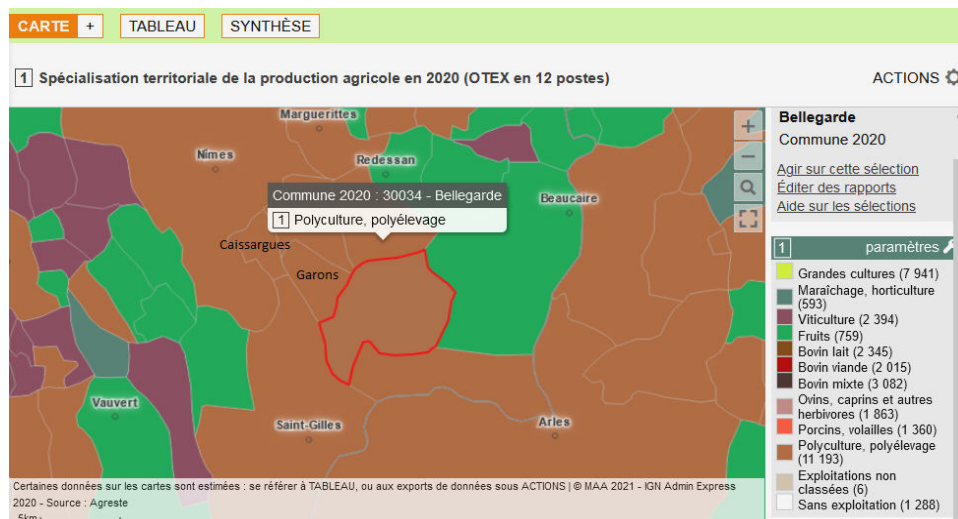 CARTE +
TABLEAU
SYNTHÈSE
1 Spécialisation territoriale de la production agricole en 2020 (OTEX en 12 postes)
ACTIONS
Marguerittes
Nîmes
Redessan
Commune 2020 : 30034 - Bellegarde
1 Polyculture, polyélevage
Beaucaire
Caissargues
Garons
Vauvert
Saint-Gilles
Arles
Certaines données sur les cartes sont estimées : se référer à TABLEAU, ou aux exports de données sous ACTIONS | © MAA 2021 - IGN Admin Express
2020 - Source : Agreste
5km
+
−
Bellegarde
Commune 2020
Agir sur cette sélection
Éditer des rapports
Aide sur les sélections
1 paramètres
Grandes cultures (7 941)
Maraîchage, horticulture
(593)
Viticulture (2 394)
Fruits (759)
Bovin lait (2 345)
Bovin viande (2 015)
Bovin mixte (3 082)
Ovins, caprins et autres
herbivores (1 863)
Porcins, volailles (1 360)
Polyculture, polyélevage
(11 193)
Exploitations non
classées (6)
Sans exploitation (1 288)